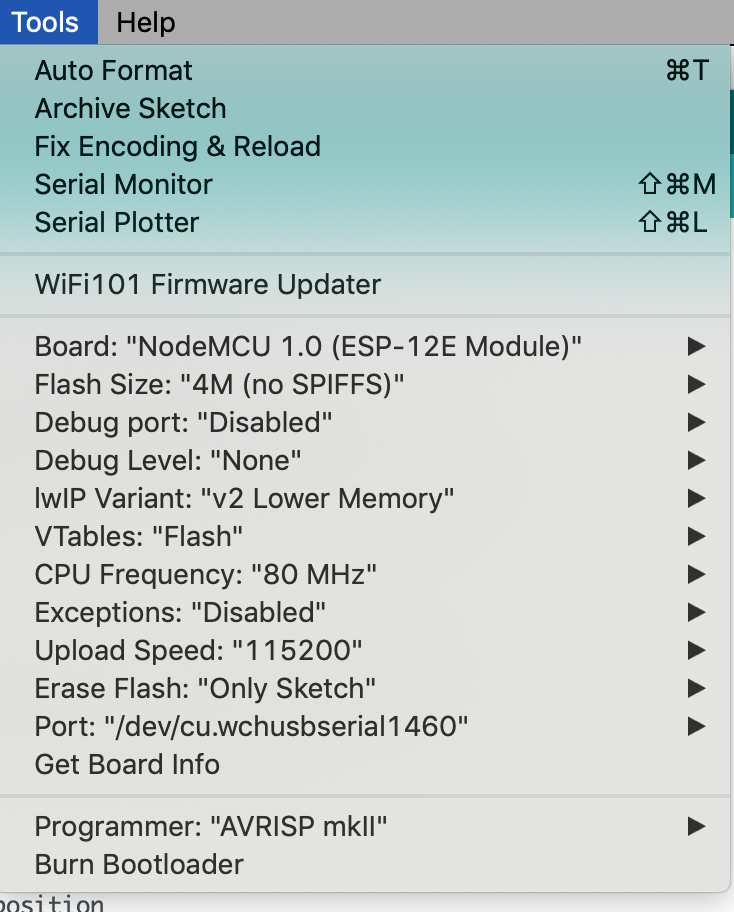 Tools Help
Auto Format ⌘T
Archive Sketch
Fix Encoding & Reload
Serial Monitor ⇧⌘M
Serial Plotter ⇧⌘L
WiFi101 Firmware Updater
Board: "NodeMCU 1.0 (ESP-12E Module)" ▶
Flash Size: "4M (no SPIFFS)" ▶
Debug port: "Disabled" ▶
Debug Level: "None" ▶
lwIP Variant: "v2 Lower Memory" ▶
VTables: "Flash" ▶
CPU Frequency: "80 MHz" ▶
Exceptions: "Disabled" ▶
Upload Speed: "115200" ▶
Erase Flash: "Only Sketch" ▶
Port: "/dev/cu.wchusbserial1460" ▶
Get Board Info
Programmer: "AVRISP mkII" ▶
Burn Bootloader
position